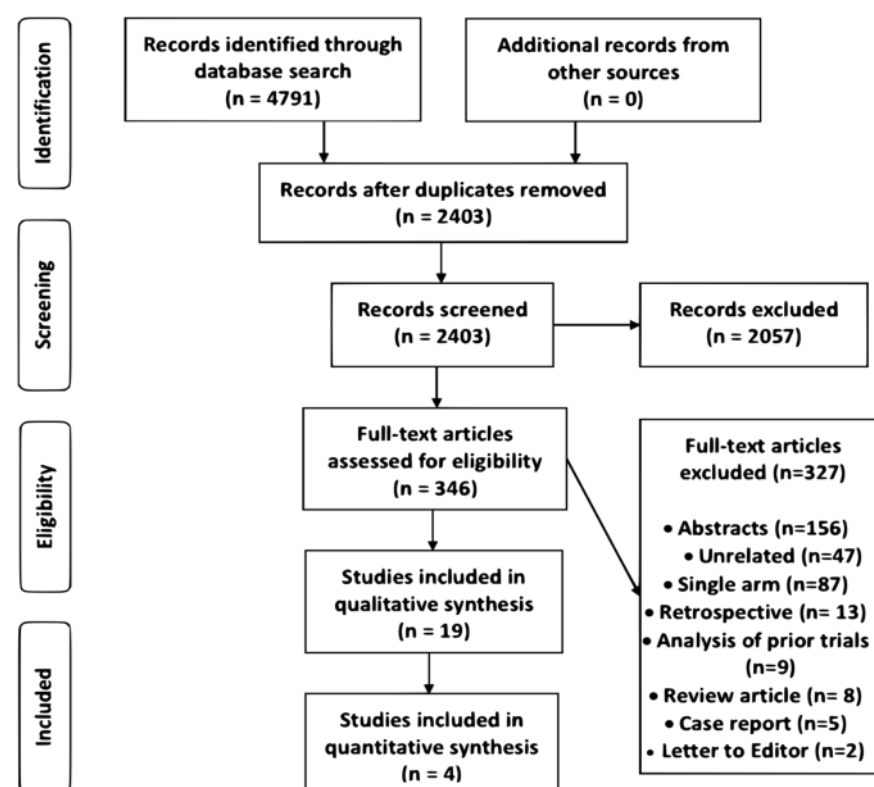 Identification
Records identified through
database search
(n = 4791)
Additional records from
other sources
(n = 0)
Records after duplicates removed
(n = 2403)
Screening
Records screened
(n = 2403)
Records excluded
(n = 2057)
Eligibility
Full-text articles
assessed for eligibility
(n = 346)
Full-text articles
excluded (n=327)
• Abstracts (n=156)
• Unrelated (n=47)
• Single arm (n=87)
• Retrospective (n= 13)
• Analysis of prior trials
(n=9)
• Review article (n= 8)
• Case report (n=5)
• Letter to Editor (n=2)
Studies included in
qualitative synthesis
(n = 19)
Included
Studies included in
quantitative synthesis
(n = 4)